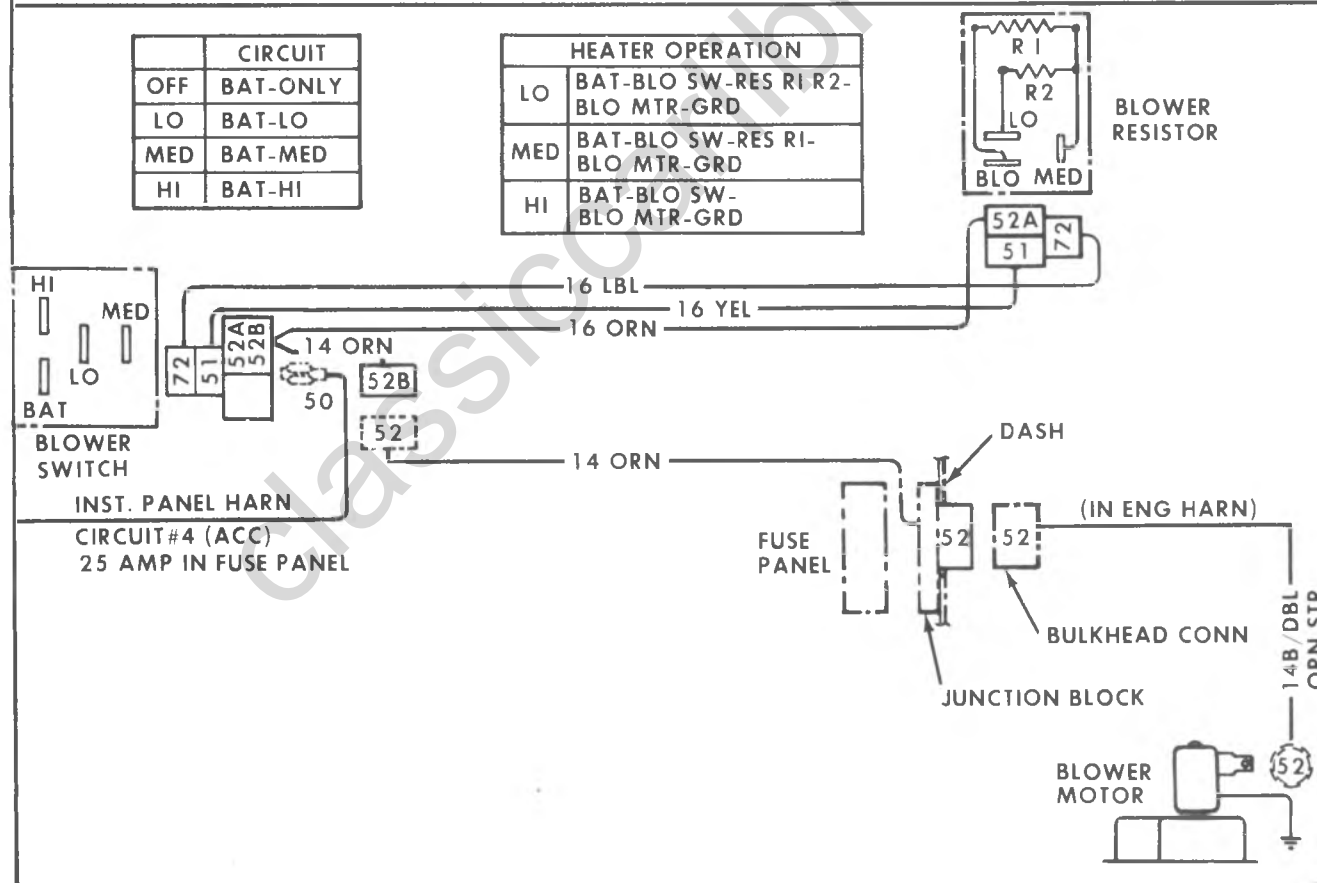 CIRCUIT
OFF BAT-ONLY
LO BAT-LO
MED BAT-MED
HI BAT-HI
HEATER OPERATION
LO BAT-BLO SW-RES RI R2-
BLO MTR-GRD
MED BAT-BLO SW-RES RI-
BLO MTR-GRD
HI BAT-BLO SW-
BLO MTR-GRD
R I
R2
LO
BLO MED
BLOWER
RESISTOR
52A
51
72
HI
MED
LO
BAT
BLOWER
SWITCH
72
51
52A
52B
16 LBL
16 YEL
16 ORN
14 ORN
50
52B
52
14 ORN
INST. PANEL HARN
CIRCUIT#4 (ACC)
25 AMP IN FUSE PANEL
FUSE
PANEL
DASH
52
52
(IN ENG HARN)
BULKHEAD CONN
JUNCTION BLOCK
14B/DBL
ORN STR
52
BLOWER
MOTOR